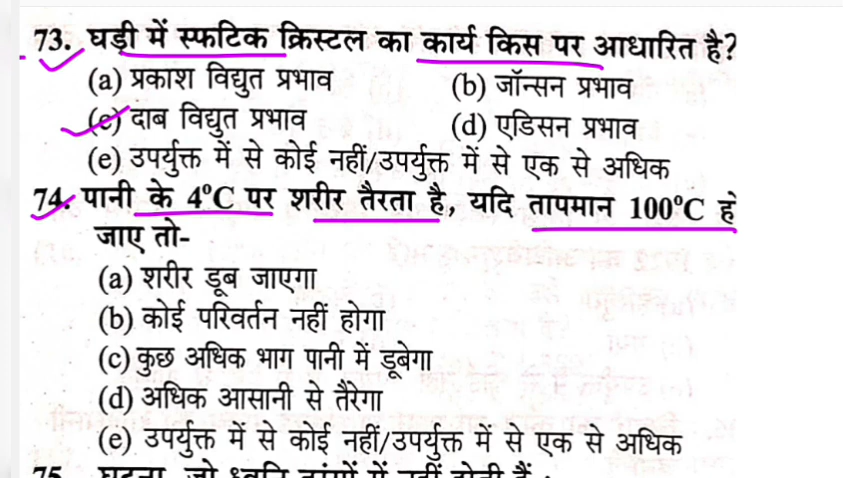 73. घड़ी में स्फटिक क्रिस्टल का कार्य किस पर आधारित है?
(a) प्रकाश विद्युत प्रभाव (b) जॉन्सन प्रभाव
(c) दाब विद्युत प्रभाव (d) एडिसन प्रभाव
(e) उपर्युक्त में से कोई नहीं/उपर्युक्त में से एक से अधिक
74. पानी के 4°C पर शरीर तैरता है, यदि तापमान 100°C हो
जाए तो-
(a) शरीर डूब जाएगा
(b) कोई परिवर्तन नहीं होगा
(c) कुछ अधिक भाग पानी में डूबेगा
(d) अधिक आसानी से तैरेगा
(e) उपर्युक्त में से कोई नहीं/उपर्युक्त में से एक से अधिक
75.